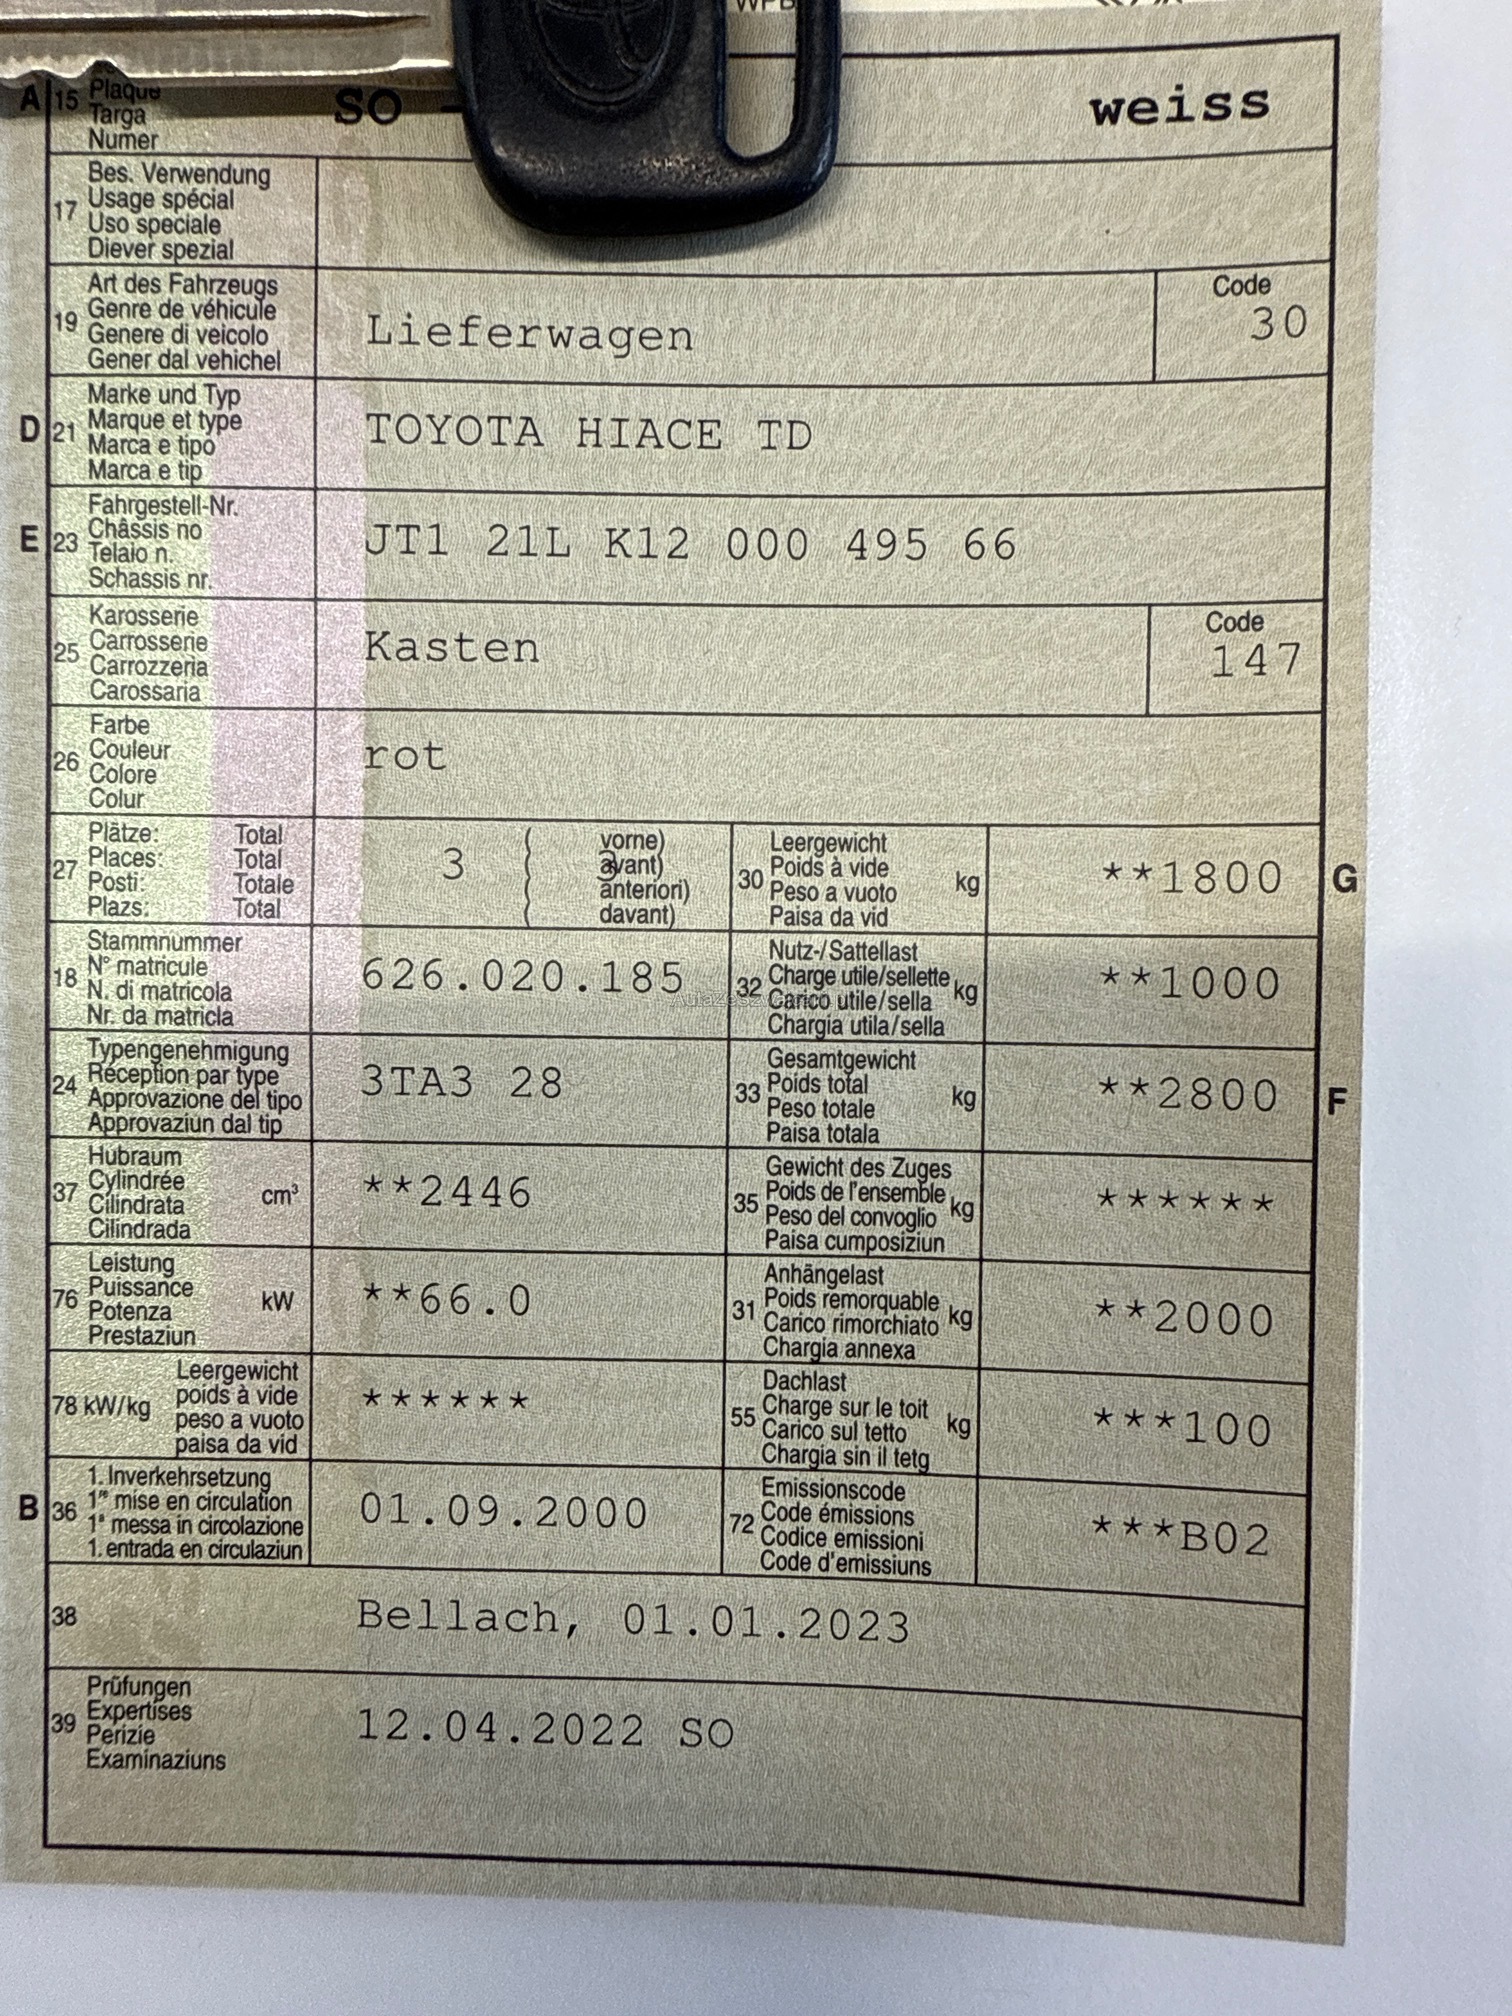 A 15 Plaque
Targa
Numer
SO -
weiss
17 Bes. Verwendung
Usage spécial
Uso speciale
Diever spezial
19 Art des Fahrzeugs
Genre de véhicule
Genere di veicolo
Gener dal vehichel
Lieferwagen
Code
30
D 21 Marke und Typ
Marque et type
Marca e tipo
Marca e tip
TOYOTA HIACE TD
E 23 Fahrgestell-Nr.
Châssis no
Telaio n.
Schassis nr.
JT1 21L K12 000 495 66
25 Karosserie
Carrosserie
Carrozzeria
Carossaria
Kasten
Code
147
26 Farbe
Couleur
Colore
Colur
rot
27 Plätze: Total
Places: Total
Posti: Totale
Plazs: Total
3
vorne)
avant)
anteriori)
davant)
3
30 Leergewicht
Poids à vide
Peso a vuoto
Paisa da vid
kg
**1800
G
18 Stammnummer
N° matricule
N. di matricola
Nr. da matricla
626.020.185
32 Nutz-/Sattellast
Charge utile/sellette
Carico utile/sella
Chargia utila/sella
kg
**1000
24 Typengenehmigung
Réception par type
Approvazione del tipo
Approvaziun dal tip
3TA3 28
33 Gesamtgewicht
Poids total
Peso totale
Paisa totala
kg
**2800
F
37 Hubraum
Cylindrée
Cilindrata
Cilindrada
cm³
**2446
35 Gewicht des Zuges
Poids de l'ensemble
Peso del convoglio
Paisa cumposiziun
kg
******
76 Leistung
Puissance
Potenza
Prestaziun
kW
**66.0
31 Anhängelast
Poids remorquable
Carico rimorchiato
Chargia annexa
kg
**2000
78 kW/kg
Leergewicht
poids à vide
peso a vuoto
paisa da vid
******
55 Dachlast
Charge sur le toit
Carico sul tetto
Chargia sin il tetg
kg
***100
B 36 1. Inverkehrsetzung
1re mise en circulation
1a messa in circolazione
1. entrada en circulaziun
01.09.2000
72 Emissionscode
Code émissions
Codice emissioni
Code d'emissiuns
***B02
38
Bellach, 01.01.2023
39 Prüfungen
Expertises
Perizie
Examinaziuns
12.04.2022 SO